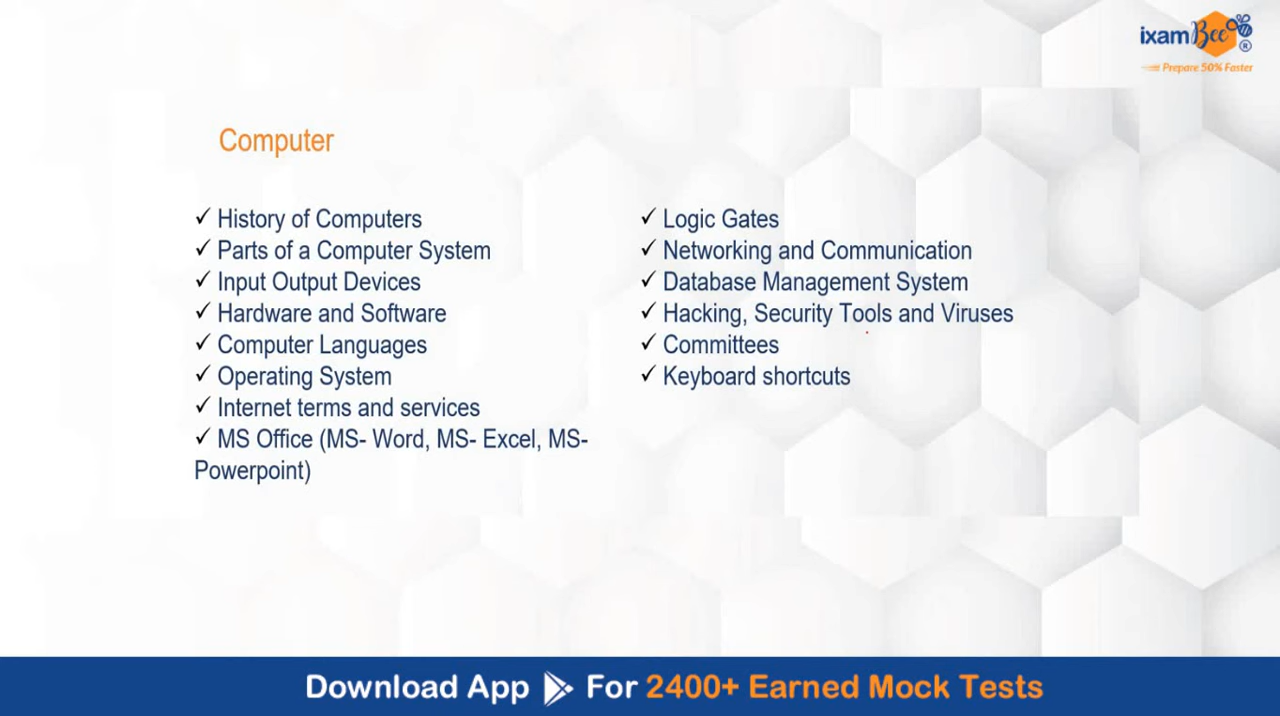 ixamBee
®
Prepare 50% Faster
Computer
✓ History of Computers
✓ Parts of a Computer System
✓ Input Output Devices
✓ Hardware and Software
✓ Computer Languages
✓ Operating System
✓ Internet terms and services
✓ MS Office (MS- Word, MS- Excel, MS-
Powerpoint)
✓ Logic Gates
✓ Networking and Communication
✓ Database Management System
✓ Hacking, Security Tools and Viruses
✓ Committees
✓ Keyboard shortcuts
Download App For 2400+ Earned Mock Tests